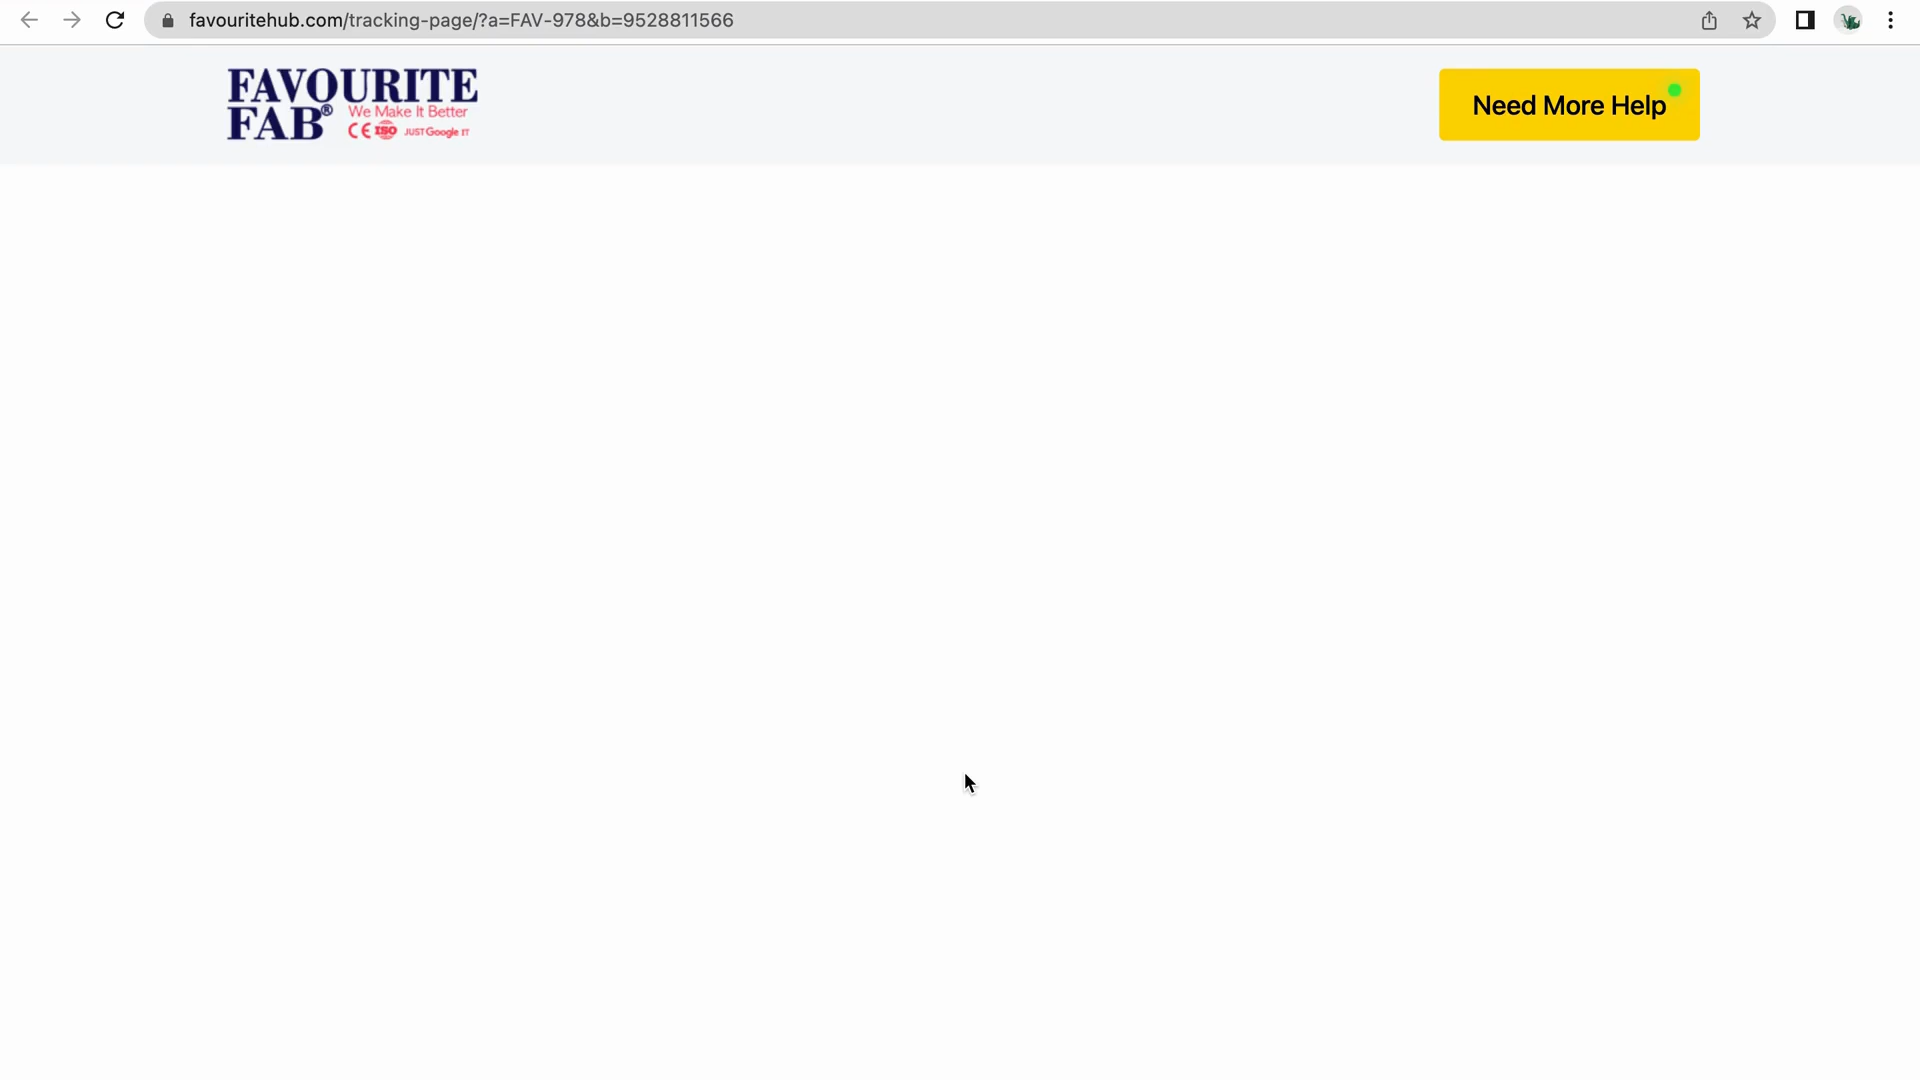 favouritehub.com/tracking-page/?a=FAV-978&b=9528811566
FAVOURITE
FAB®
We Make It Better
CE ISO JUST Google IT
Need More Help